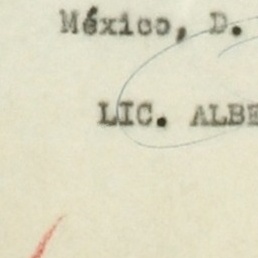 México, D.
LIC. ALBE